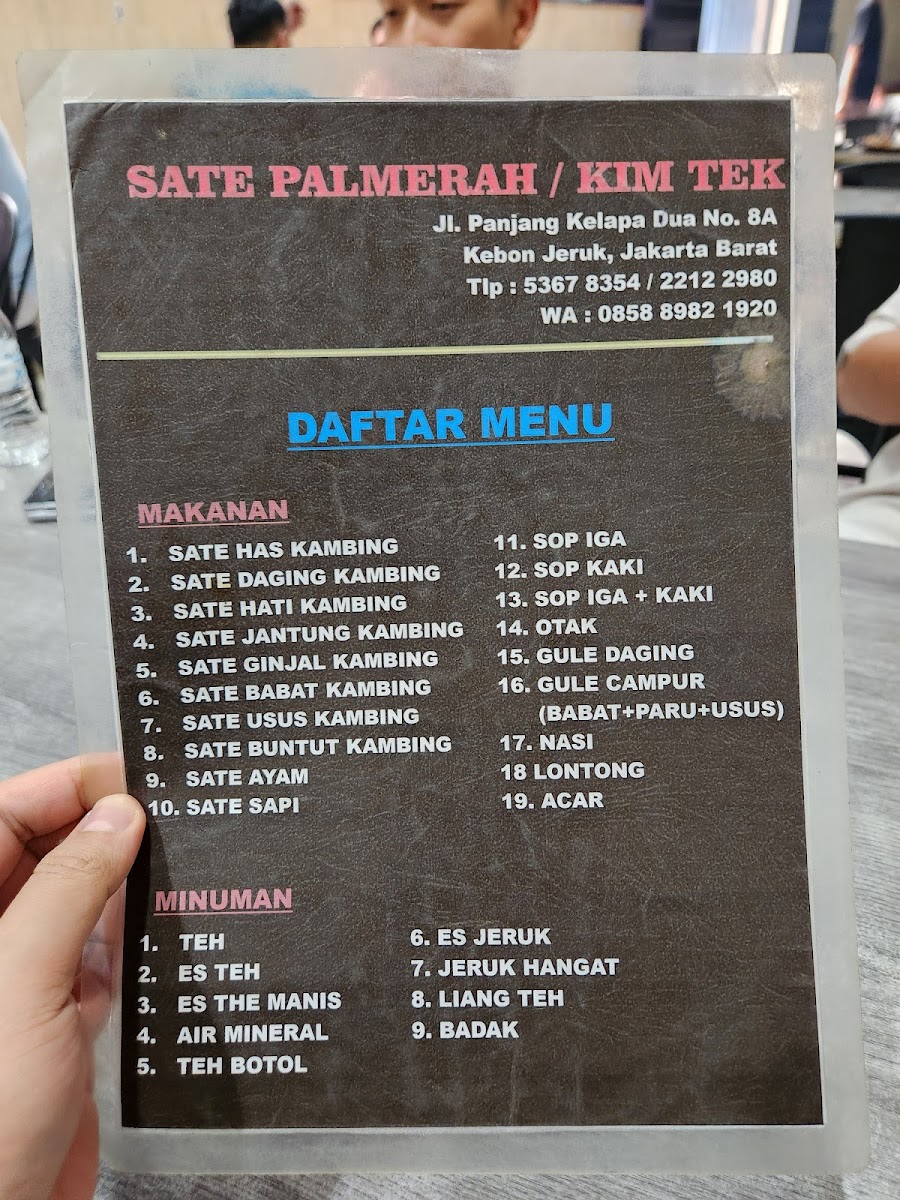 SATE PALMERAH / KIM TEK
Jl. Panjang Kelapa Dua No. 8A
Kebon Jeruk, Jakarta Barat
Tlp : 5367 8354 / 2212 2980
WA : 0858 8982 1920
DAFTAR MENU
MAKANAN
1. SATE HAS KAMBING
2. SATE DAGING KAMBING
3. SATE HATI KAMBING
4. SATE JANTUNG KAMBING
5. SATE GINJAL KAMBING
6. SATE BABAT KAMBING
7. SATE USUS KAMBING
8. SATE BUNTUT KAMBING
9. SATE AYAM
10. SATE SAPI
11. SOP IGA
12. SOP KAKI
13. SOP IGA + KAKI
14. OTAK
15. GULE DAGING
16. GULE CAMPUR
(BABAT+PARU+USUS)
17. NASI
18 LONTONG
19. ACAR
MINUMAN
1. TEH
2. ES TEH
3. ES THE MANIS
4. AIR MINERAL
5. TEH BOTOL
6. ES JERUK
7. JERUK HANGAT
8. LIANG TEH
9. BADAK